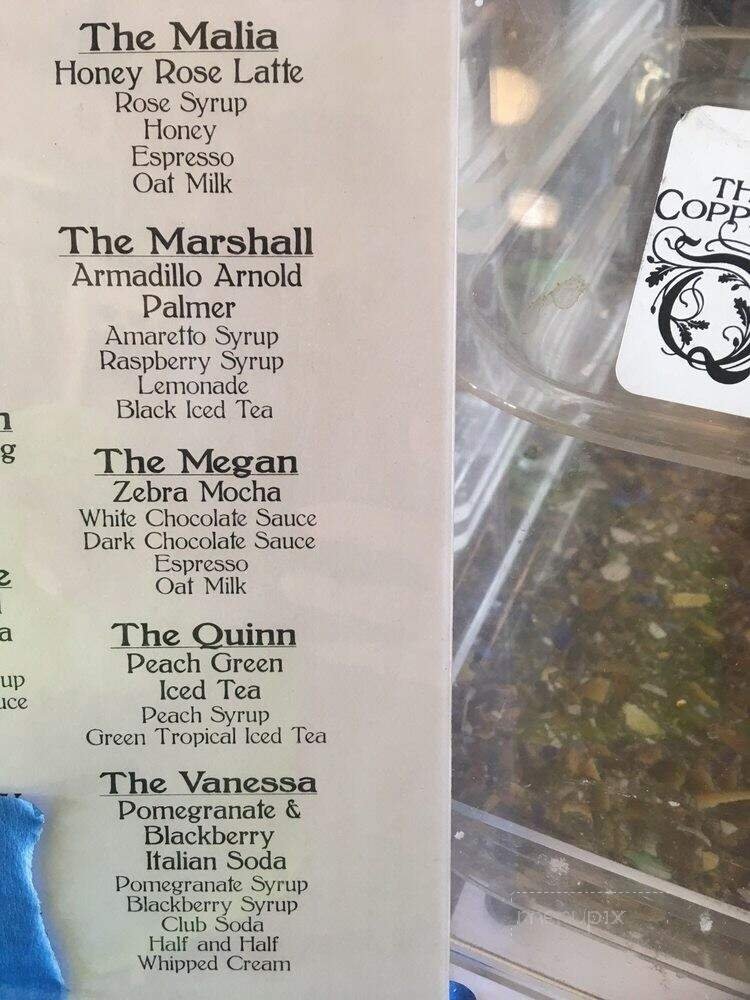 The Malia
Honey Rose Latte
Rose Syrup
Honey
Espresso
Oat Milk
The Marshall
Armadillo Arnold
Palmer
Amaretto Syrup
Raspberry Syrup
Lemonade
Black Iced Tea
The Megan
Zebra Mocha
White Chocolate Sauce
Dark Chocolate Sauce
Espresso
Oat Milk
The Quinn
Peach Green
Iced Tea
Peach Syrup
Green Tropical Iced Tea
The Vanessa
Pomegranate &
Blackberry
Italian Soda
Pomegranate Syrup
Blackberry Syrup
Club Soda
Half and Half
Whipped Cream
TH
COPP
Q
menupix